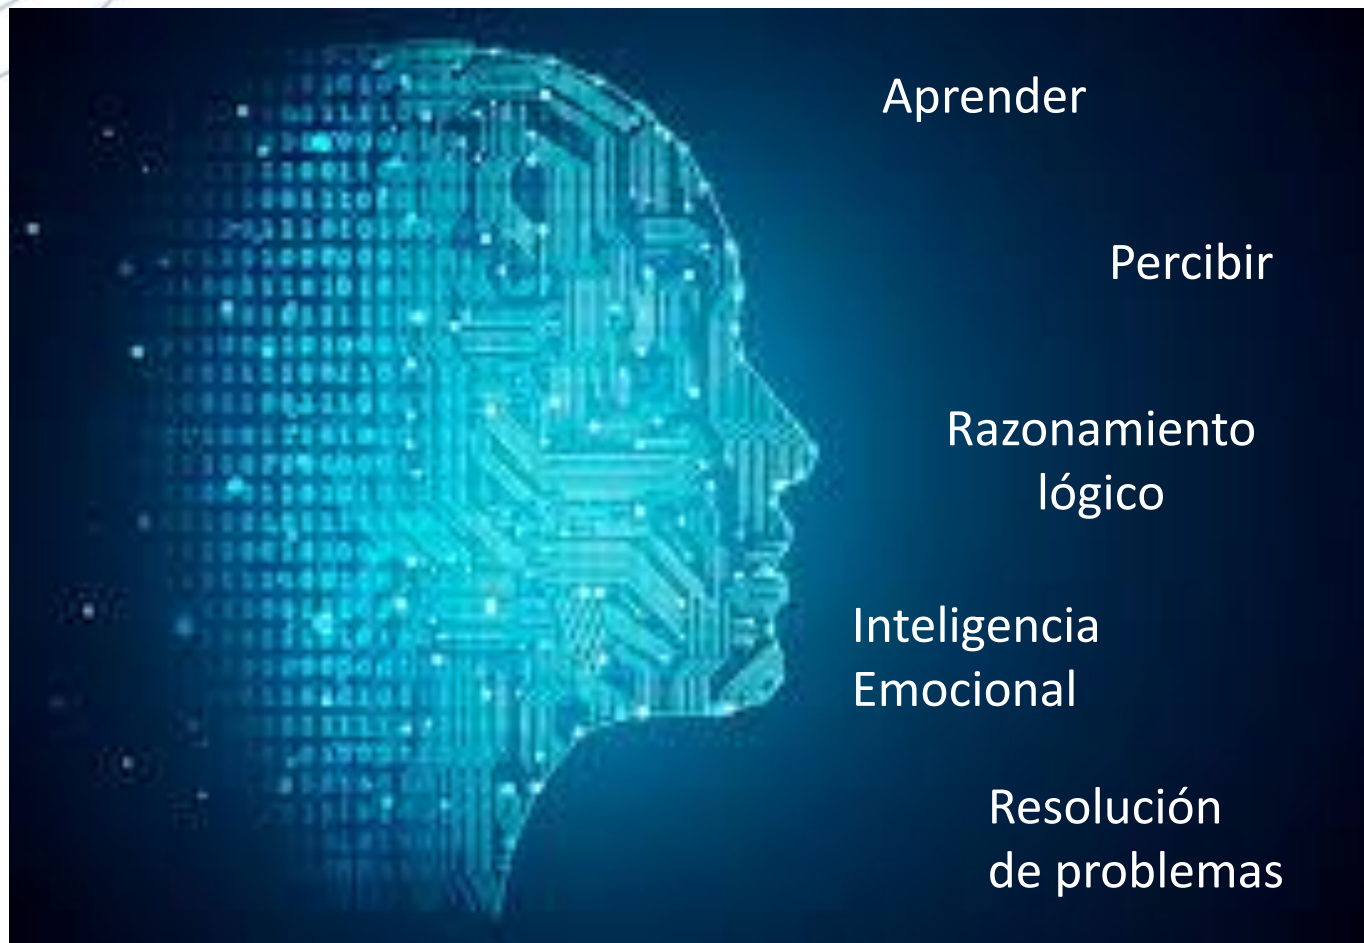 Aprender
Percibir
Razonamiento
lógico
Inteligencia
Emocional
Resolución
de problemas